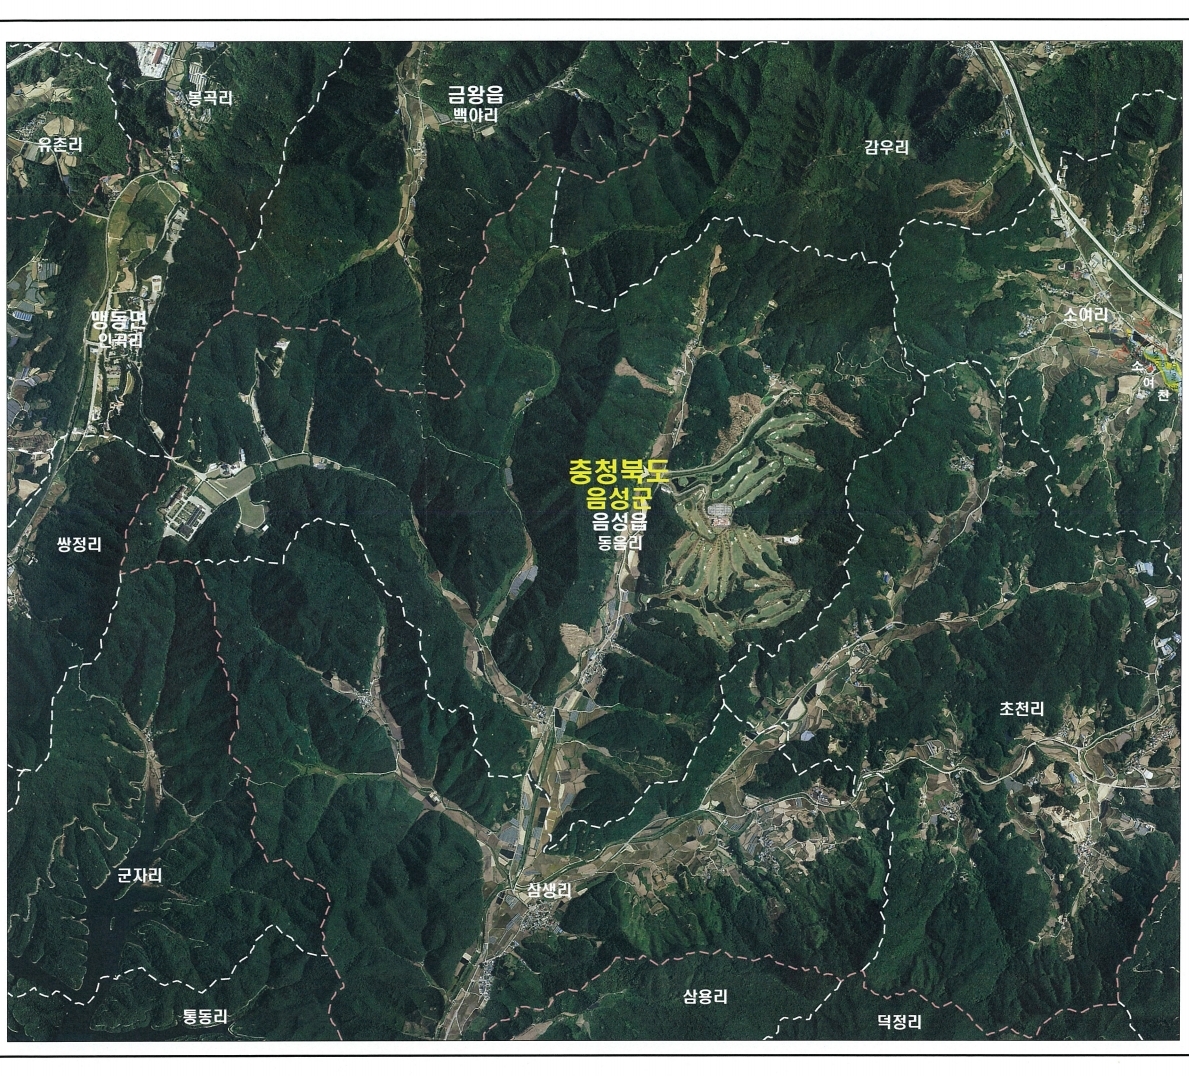 금왕읍
백야리
봉곡리
유촌리
감우리
맹동면
인곡리
소여리
소
여
천
충청북도
음성군
음성읍
동음리
쌍정리
초천리
군자리
삼생리
삼용리
통동리
덕정리